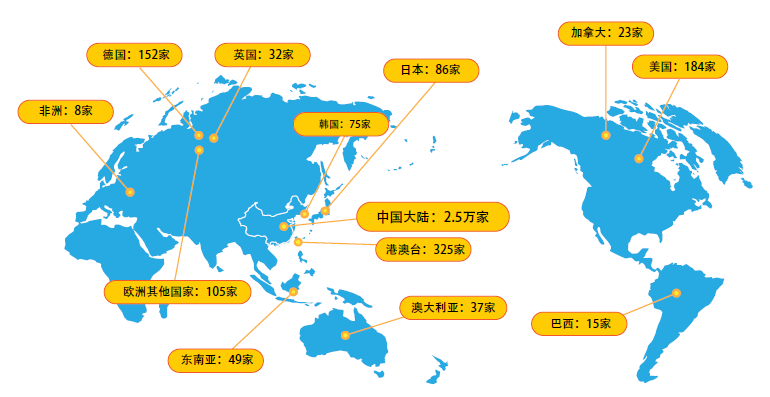 加拿大：23家
德国：152家
英国：32家
日本：86家
美国：184家
非洲：8家
韩国：75家
中国大陆：2.5万家
港澳台：325家
欧洲其他国家：105家
澳大利亚：37家
巴西：15家
东南亚：49家